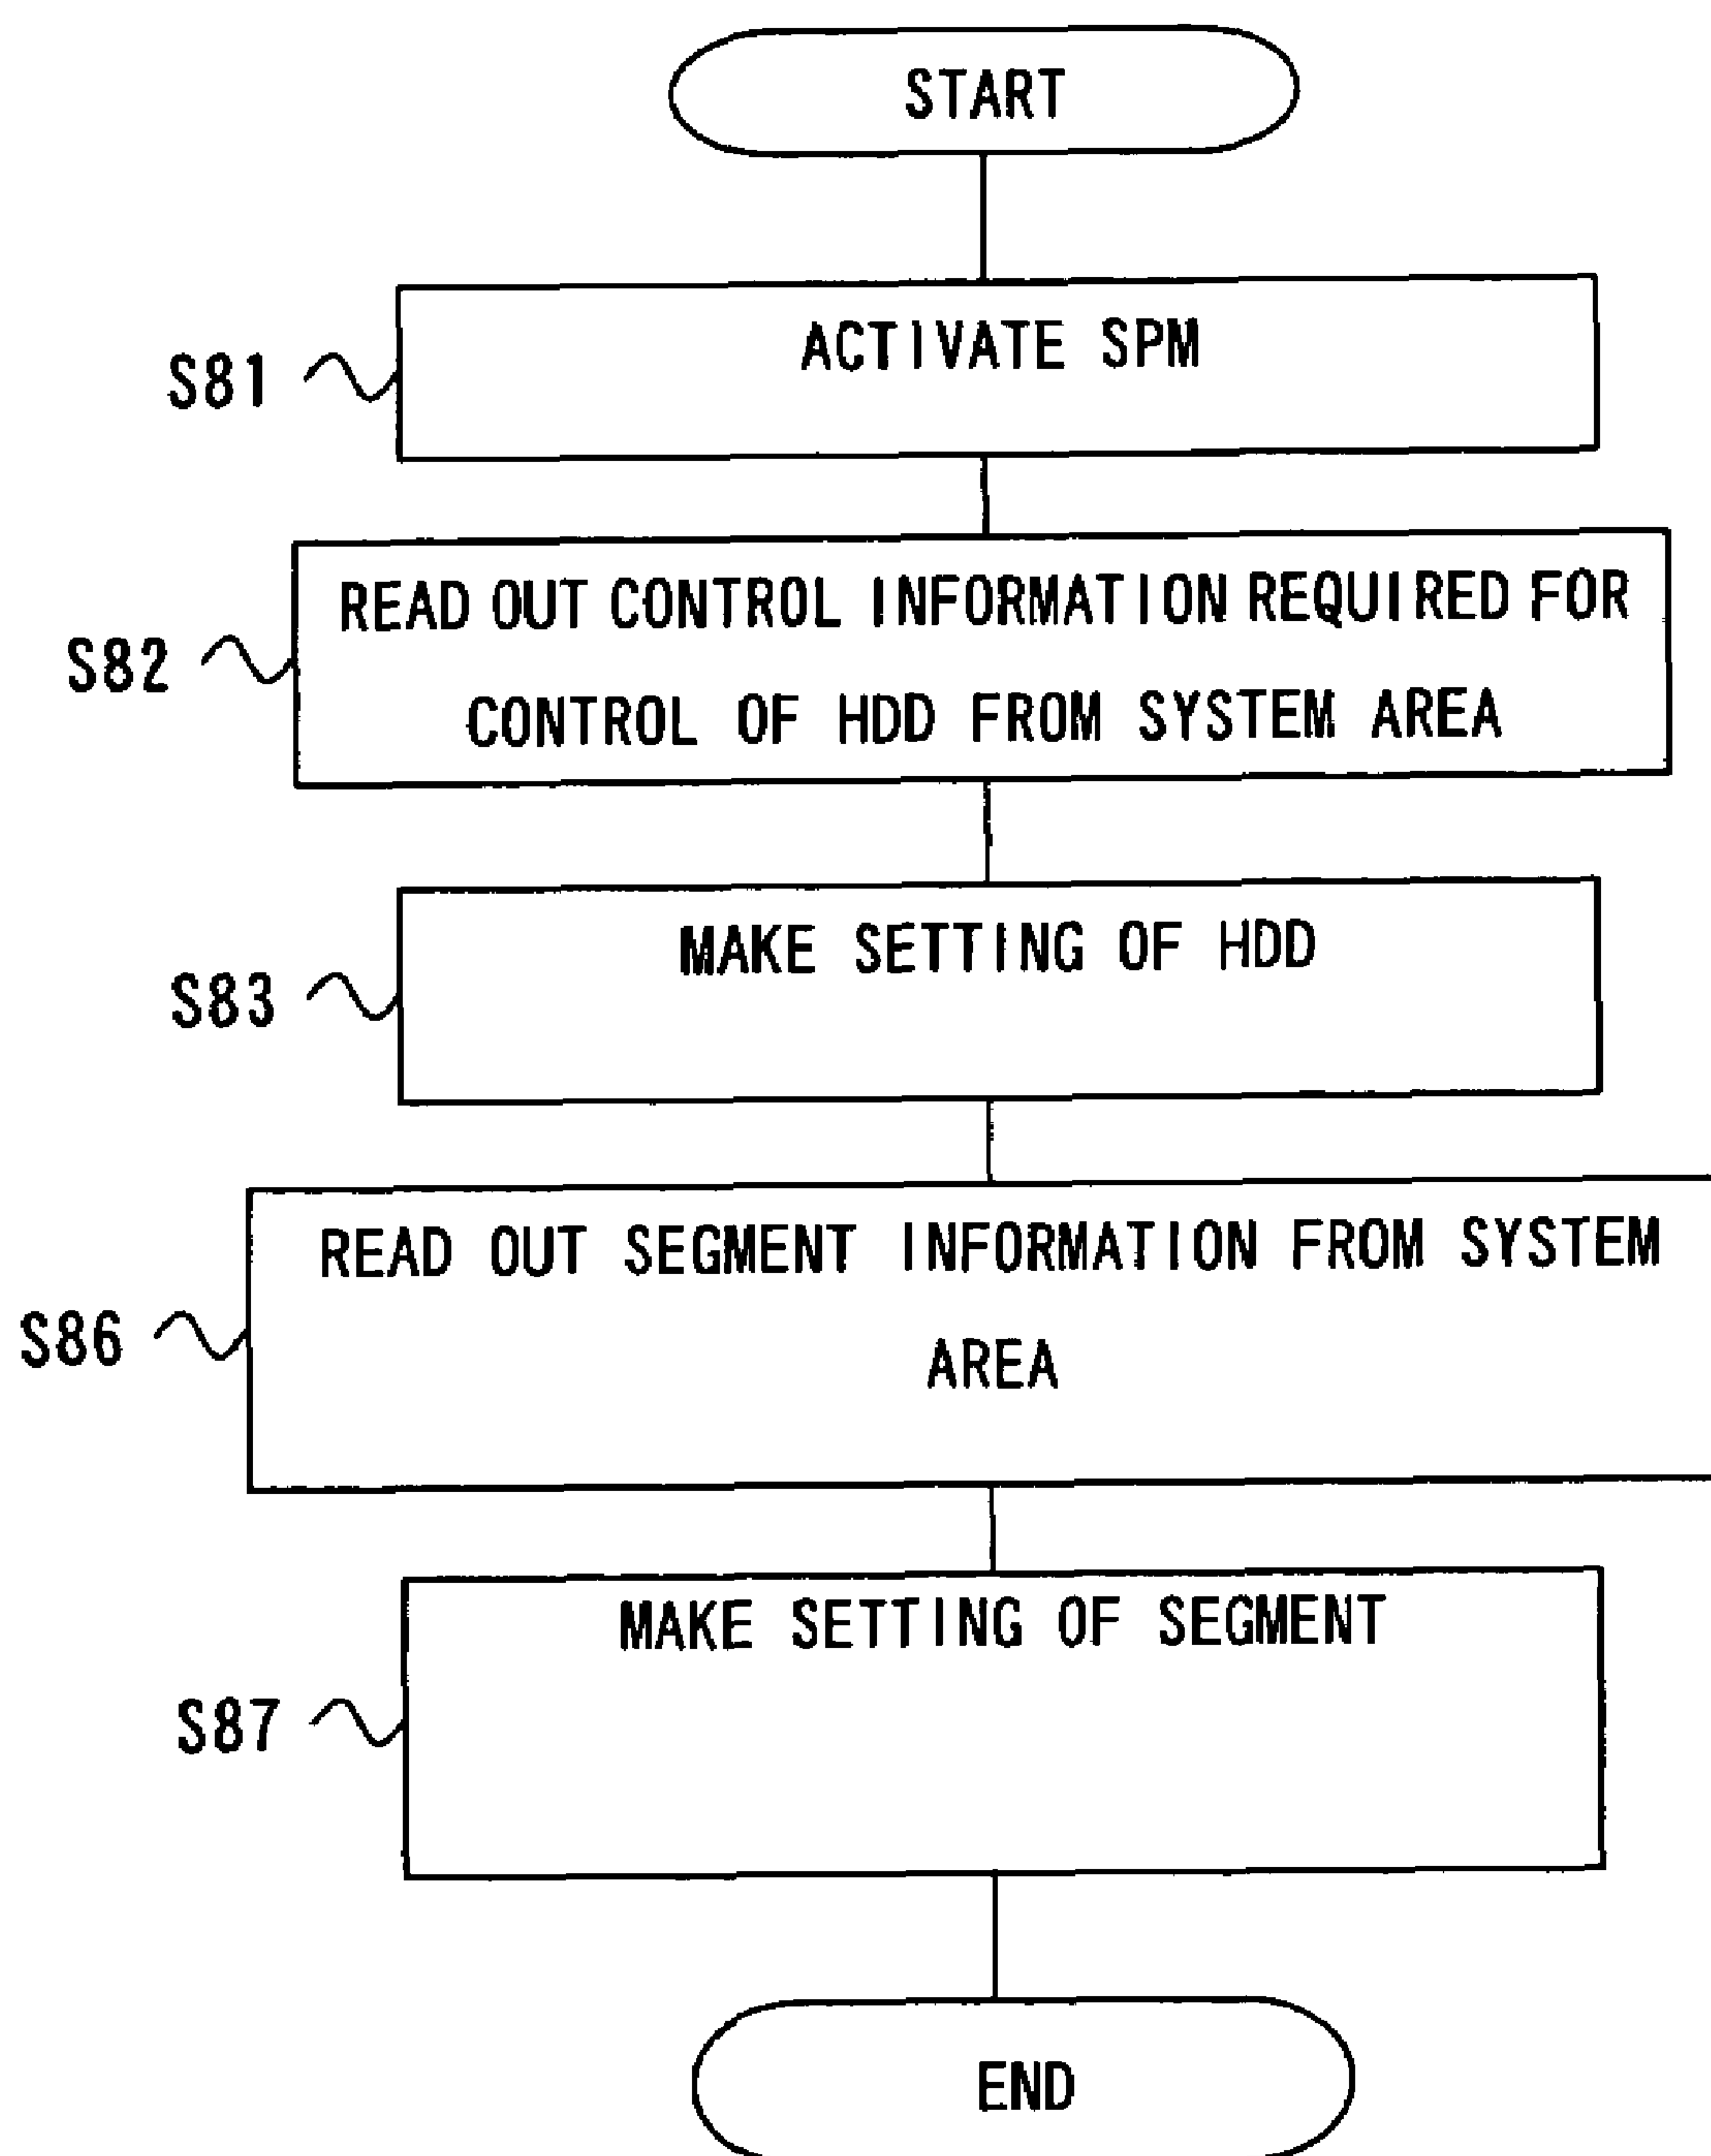 START
ACTIVATE SPM
S81
READ OUT CONTROL INFORMATION REQUIRED FOR
CONTROL OF HDD FROM SYSTEM AREA
S82
MAKE SETTING OF HDD
S83
READ OUT SEGMENT INFORMATION FROM SYSTEM
AREA
S86
MAKE SETTING OF SEGMENT
S87
END